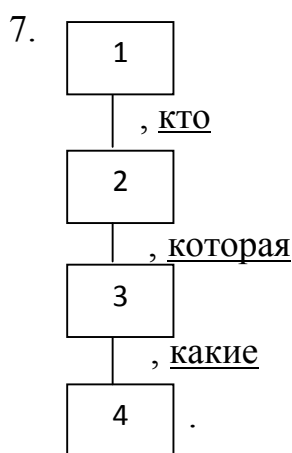 7.
1
, кто
2
, которая
3
, какие
4 .